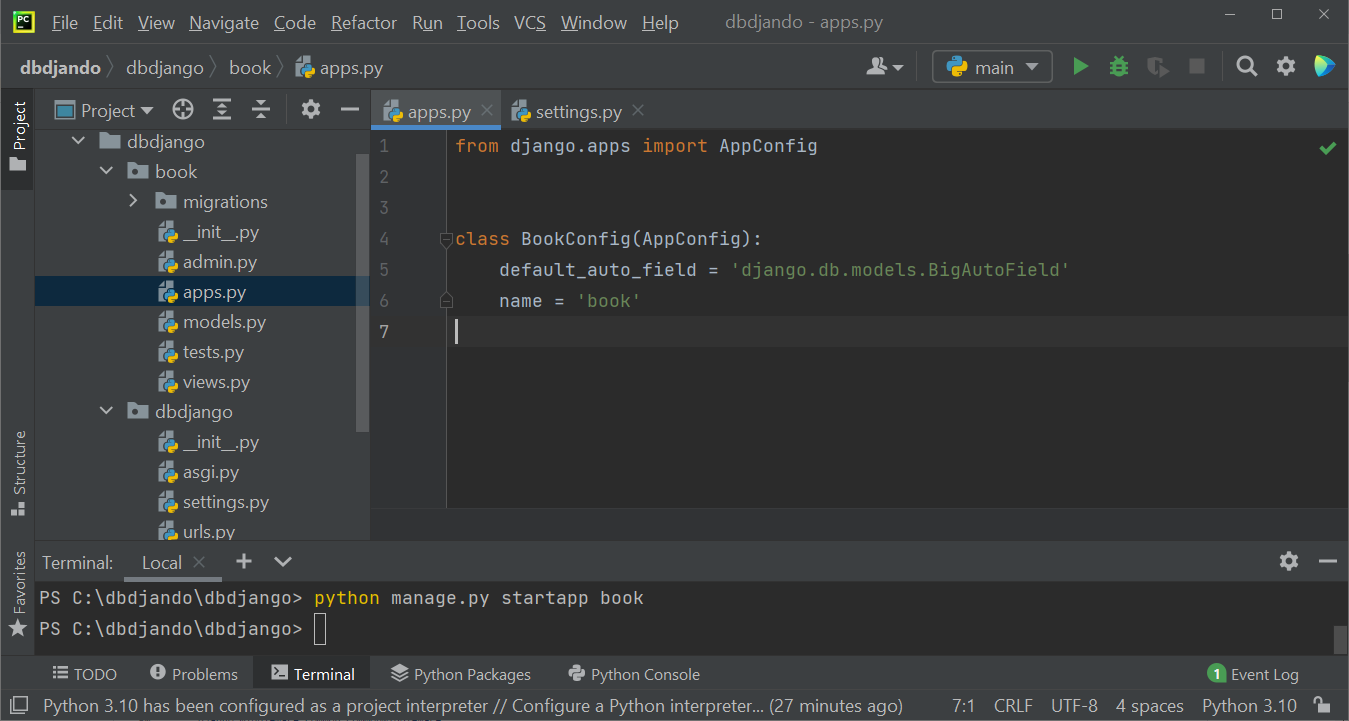 PC File Edit View Navigate Code Refactor Run Tools VCS Window Help dbdjando - apps.py
dbdjando dbdjango book apps.py main
Project
Project
apps.py settings.py
dbdjango
book
migrations
__init__.py
admin.py
apps.py
models.py
tests.py
views.py
dbdjango
__init__.py
asgi.py
settings.py
urls.py
1 from django.apps import AppConfig
2
3
4 class BookConfig(AppConfig):
5 default_auto_field = 'django.db.models.BigAutoField'
6 name = 'book'
7
Structure
Favorites
Terminal: Local
PS C:\dbdjando\dbdjango> python manage.py startapp book
PS C:\dbdjando\dbdjango>
TODO Problems Terminal Python Packages Python Console 1 Event Log
Python 3.10 has been configured as a project interpreter // Configure a Python interpreter... (27 minutes ago) 7:1 CRLF UTF-8 4 spaces Python 3.10